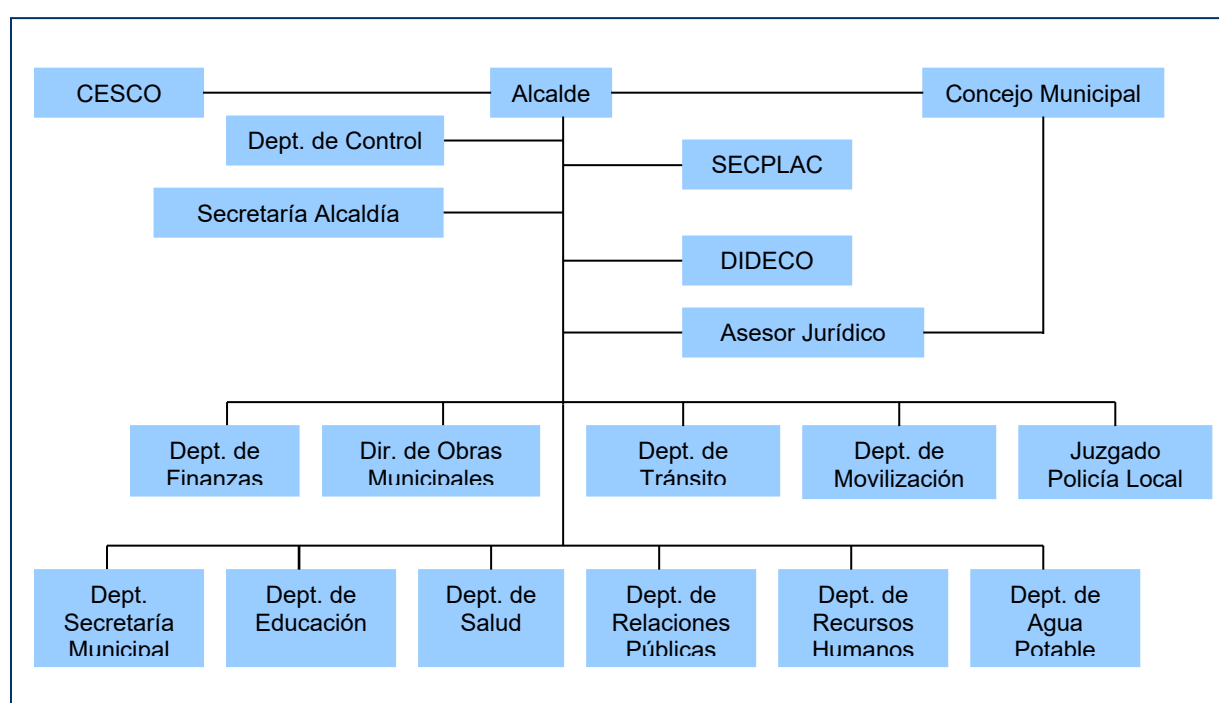 CESCO
Alcalde
Concejo Municipal
Dept. de Control
SECPLAC
Secretaría Alcaldía
DIDECO
Asesor Jurídico
Dept. de
Finanzas
Dir. de Obras
Municipales
Dept. de
Tránsito
Dept. de
Movilización
Juzgado
Policía Local
Dept.
Secretaría
Municipal
Dept. de
Educación
Dept. de
Salud
Dept. de
Relaciones
Públicas
Dept. de
Recursos
Humanos
Dept. de
Agua
Potable